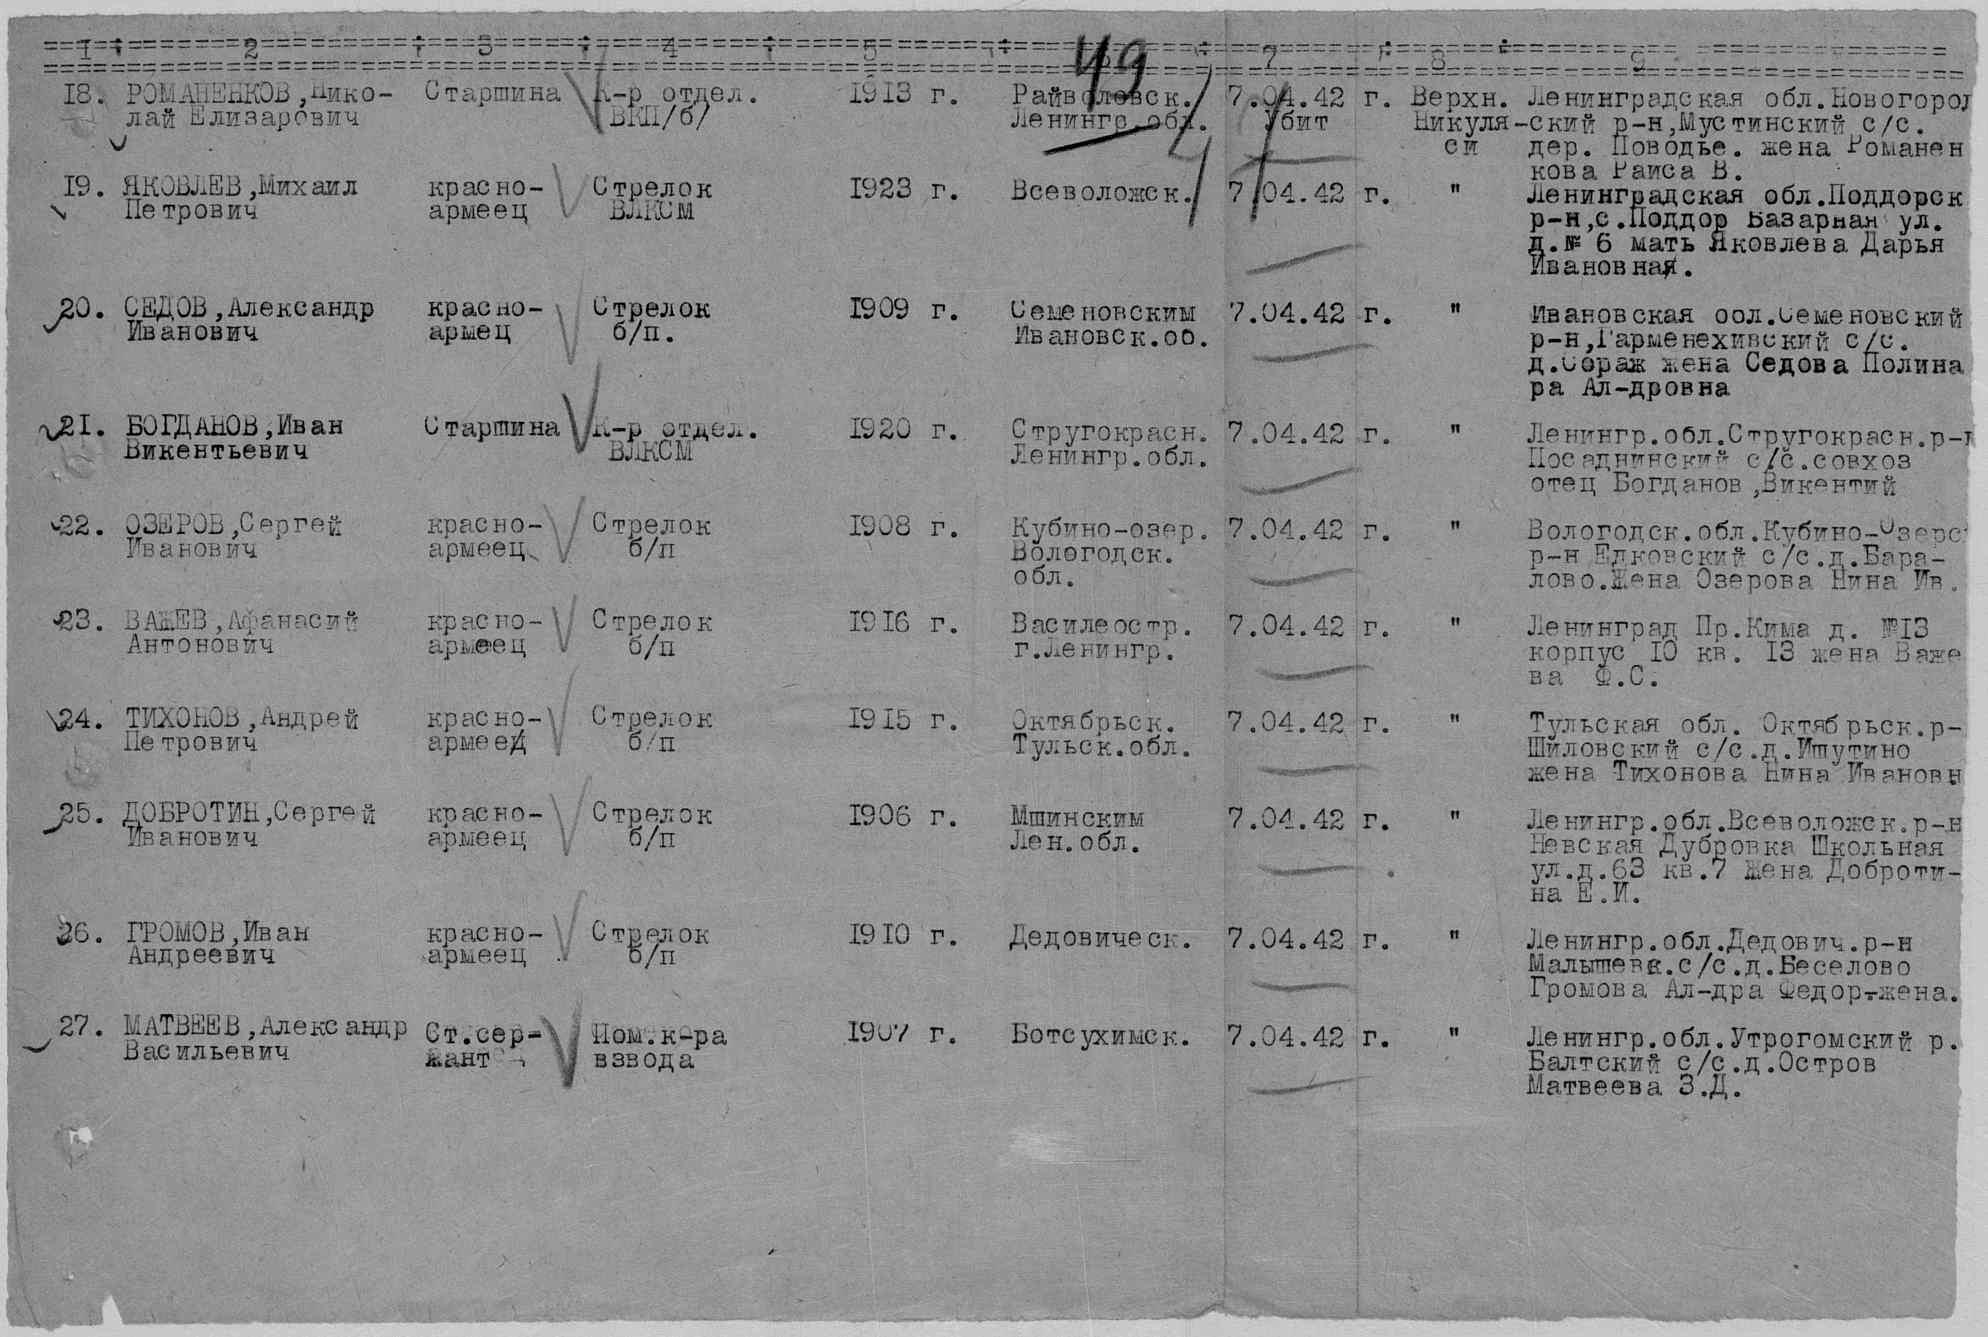 1 2 3 4 5 7 8 9
49
18. РОМАНЕНКОВ,Нико- Старшина К-р отдел. 1913 г. Райволовск. 7.04.42 г. Верхн. Ленинградская обл.Новогород
лай Елизарович ВКП/б/ Ленингр.обл. Убит Никуля-ский р-н,Мустинский с/с.
си дер. Поводье. жена Романен
кова Раиса В.
19. ЯКОВЛЕВ,Михаил красно- Стрелок 1923 г. Всеволожск. 7.04.42 г. " Ленинградская обл.Поддорск
Петрович армеец ВЛКСМ р-н,с.Поддор Базарная ул.
д.№ 6 мать Яковлева Дарья
Ивановная.
20. СЕДОВ,Александр красно- Стрелок 1909 г. Семеновским 7.04.42 г. " Ивановская обл.Семеновский
Иванович армец б/п. Ивановск.об. р-н,Гарменехивский с/с.
д.Сораж жена Седова Полина
ра Ал-дровна
21. БОГДАНОВ,Иван Старшина К-р отдел. 1920 г. Стругокрасн. 7.04.42 г. " Ленингр.обл.Стругокрасн.р-н
Викентьевич ВЛКСМ Ленингр.обл. Посаднинский с/с.совхоз
отец Богданов,Викентий
22. ОЗЕРОВ,Сергей красно- Стрелок 1908 г. Кубино-озер. 7.04.42 г. " Вологодск.обл.Кубино-Озерс
Иванович армеец б/п Вологодск. р-н Едковский с/с.д.Бара-
обл. лово.Жена Озерова Нина Ив.
23. ВАЖЕВ,Афанасий красно- Стрелок 1916 г. Василеостр. 7.04.42 г. " Ленинград Пр.Кима д. №13
Антонович армеец б/п г.Ленингр. корпус 10 кв. 13 жена Важе
ва Ф.С.
24. ТИХОНОВ,Андрей красно- Стрелок 1915 г. Октябрьск. 7.04.42 г. " Тульская обл. Октябрьск.р-
Петрович армеец б/п Тульск.обл. Шиловский с/с.д.Ишутино
жена Тихонова Нина Ивановн
25. ДОБРОТИН,Сергей красно- Стрелок 1906 г. Мшинским 7.04.42 г. " Ленингр.обл.Всеволожск.р-н
Иванович армеец б/п Лен.обл. Невская Дубровка Школьная
ул.д.63 кв.7 Жена Доброти-
на Е.И.
26. ГРОМОВ,Иван красно- Стрелок 1910 г. Дедовическ. 7.04.42 г. " Ленингр.обл.Дедович.р-н
Андреевич армеец б/п Малышевк.с/с.д.Беселово
Громова Ал-дра Федор-жена.
27. МАТВЕЕВ,Александр Ст.сер- Пом.к-ра 1907 г. Ботсухимск. 7.04.42 г. " Ленингр.обл.Утрогомский р.
Васильевич жант взвода Балтский с/с.д.Остров
Матвеева З.Д.